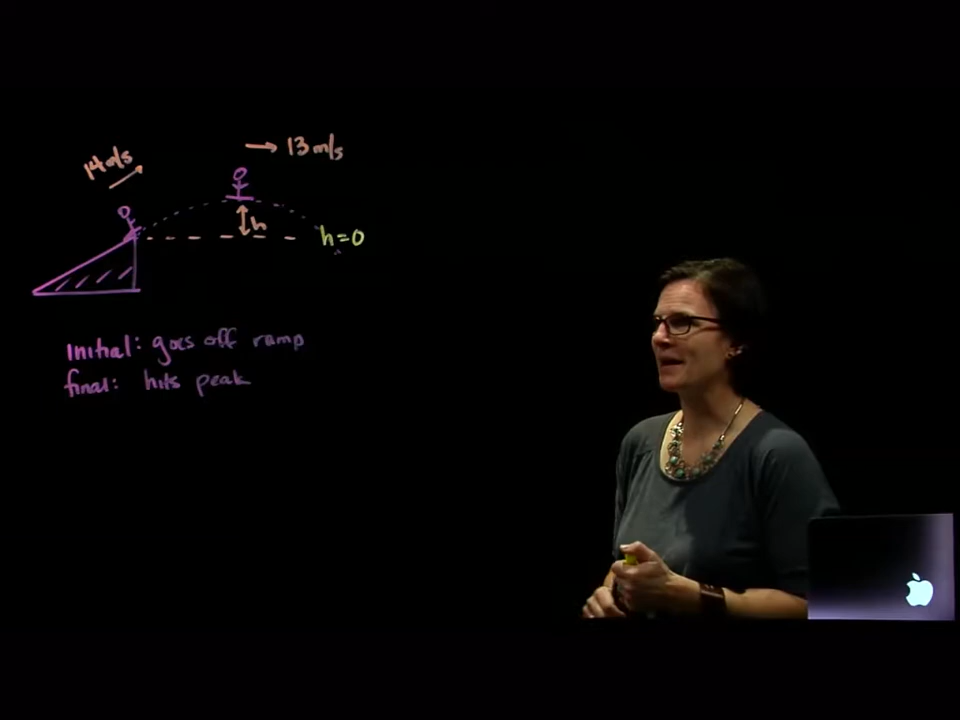 14 m/s
→ 13 m/s
h
h=0
Initial: goes off ramp
final: hits peak